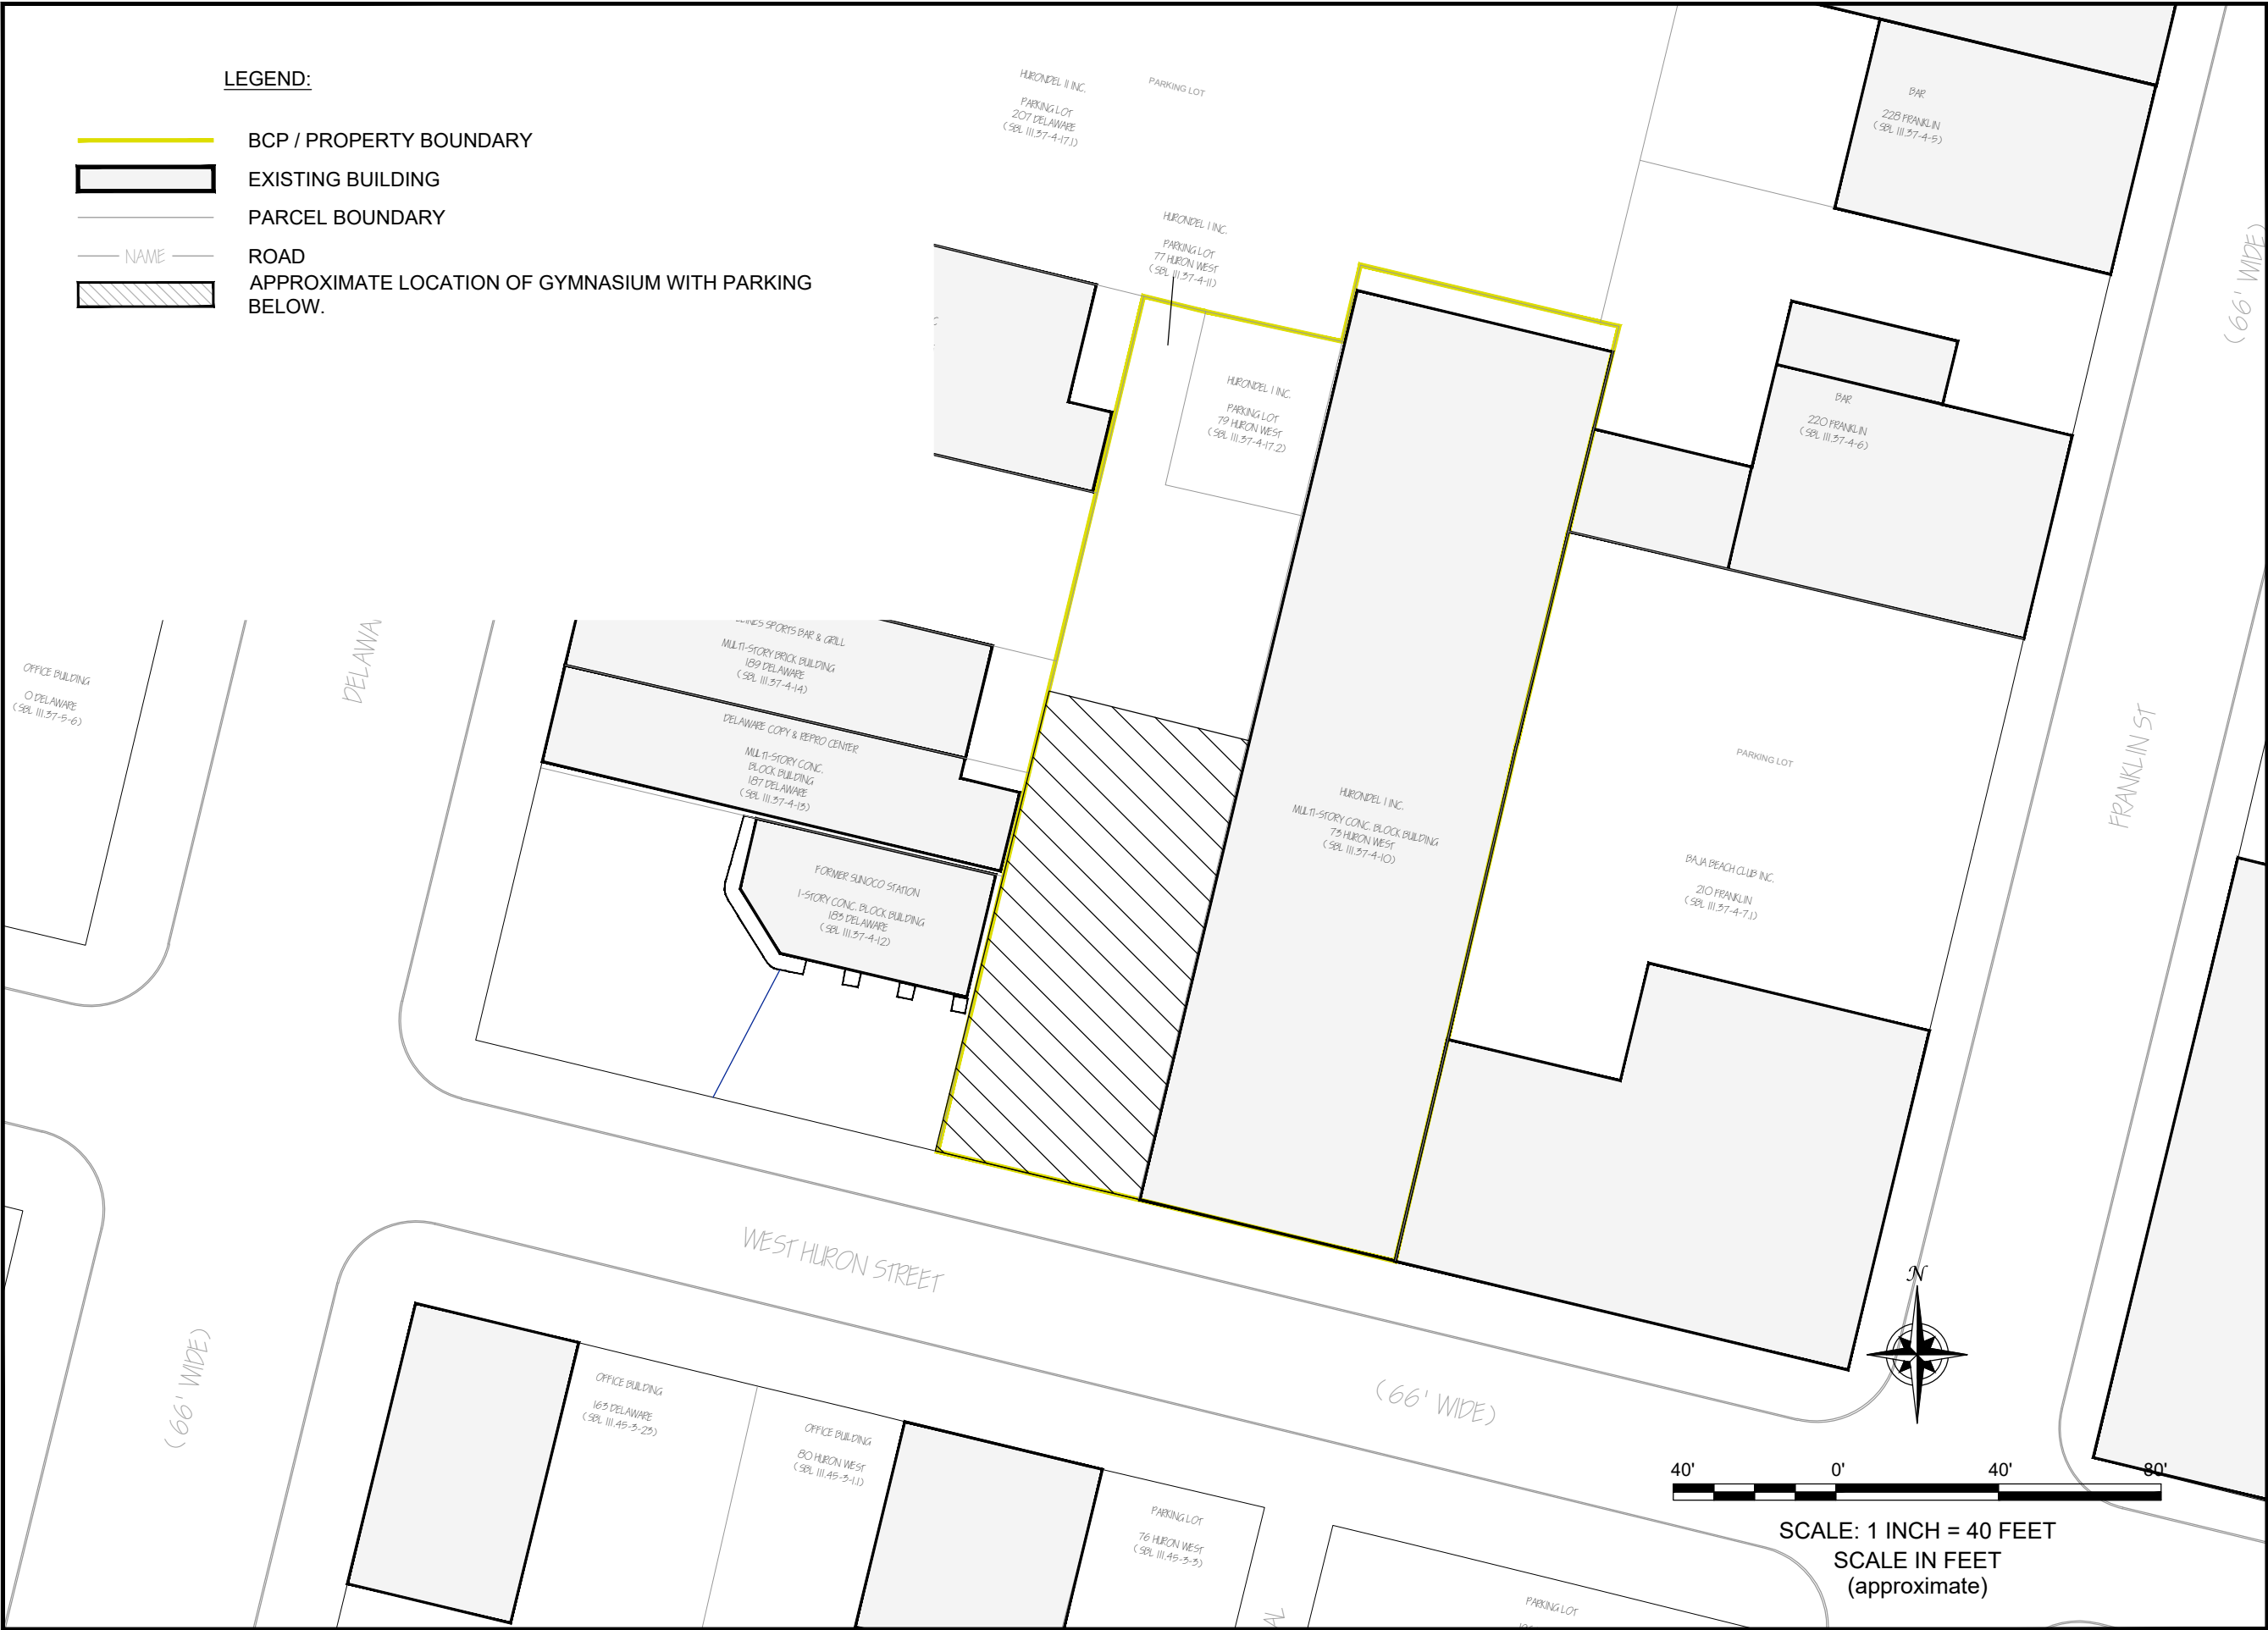 LEGEND:
BCP / PROPERTY BOUNDARY
EXISTING BUILDING
PARCEL BOUNDARY
NAME
ROAD
APPROXIMATE LOCATION OF GYMNASIUM WITH PARKING
BELOW.
HURONDEL II INC.
PARKING LOT
207 DELAWARE
(SBL 111.37-4-17.1)
PARKING LOT
BAR
228 FRANKLIN
(SBL 111.37-4-5)
HURONDEL I INC.
PARKING LOT
77 HURON WEST
(SBL 111.37-4-11)
(66' WIDE)
HURONDEL I INC.
PARKING LOT
79 HURON WEST
(SBL 111.37-4-17.2)
BAR
220 FRANKLIN
(SBL 111.37-4-6)
OFFICE BUILDING
0 DELAWARE
(SBL 111.37-5-6)
DELAWA
SPORTS BAR & GRILL
MULTI-STORY BRICK BUILDING
189 DELAWARE
(SBL 111.37-4-14)
DELAWARE COPY & REPRO CENTER
MULTI-STORY CONC.
BLOCK BUILDING
187 DELAWARE
(SBL 111.37-4-13)
FORMER SUNOCO STATION
1-STORY CONC. BLOCK BUILDING
183 DELAWARE
(SBL 111.37-4-12)
HURONDEL I INC.
MULTI-STORY CONC. BLOCK BUILDING
73 HURON WEST
(SBL 111.37-4-10)
PARKING LOT
BAJA BEACH CLUB INC.
210 FRANKLIN
(SBL 111.37-4-7.1)
FRANKLIN ST
WEST HURON STREET
(66' WIDE)
(66' WIDE)
N
OFFICE BUILDING
163 DELAWARE
(SBL 111.45-3-23)
OFFICE BUILDING
80 HURON WEST
(SBL 111.45-3-1.1)
PARKING LOT
76 HURON WEST
(SBL 111.45-3-3)
AL
PARKING LOT
40' 0' 40' 80'
SCALE: 1 INCH = 40 FEET
SCALE IN FEET
(approximate)